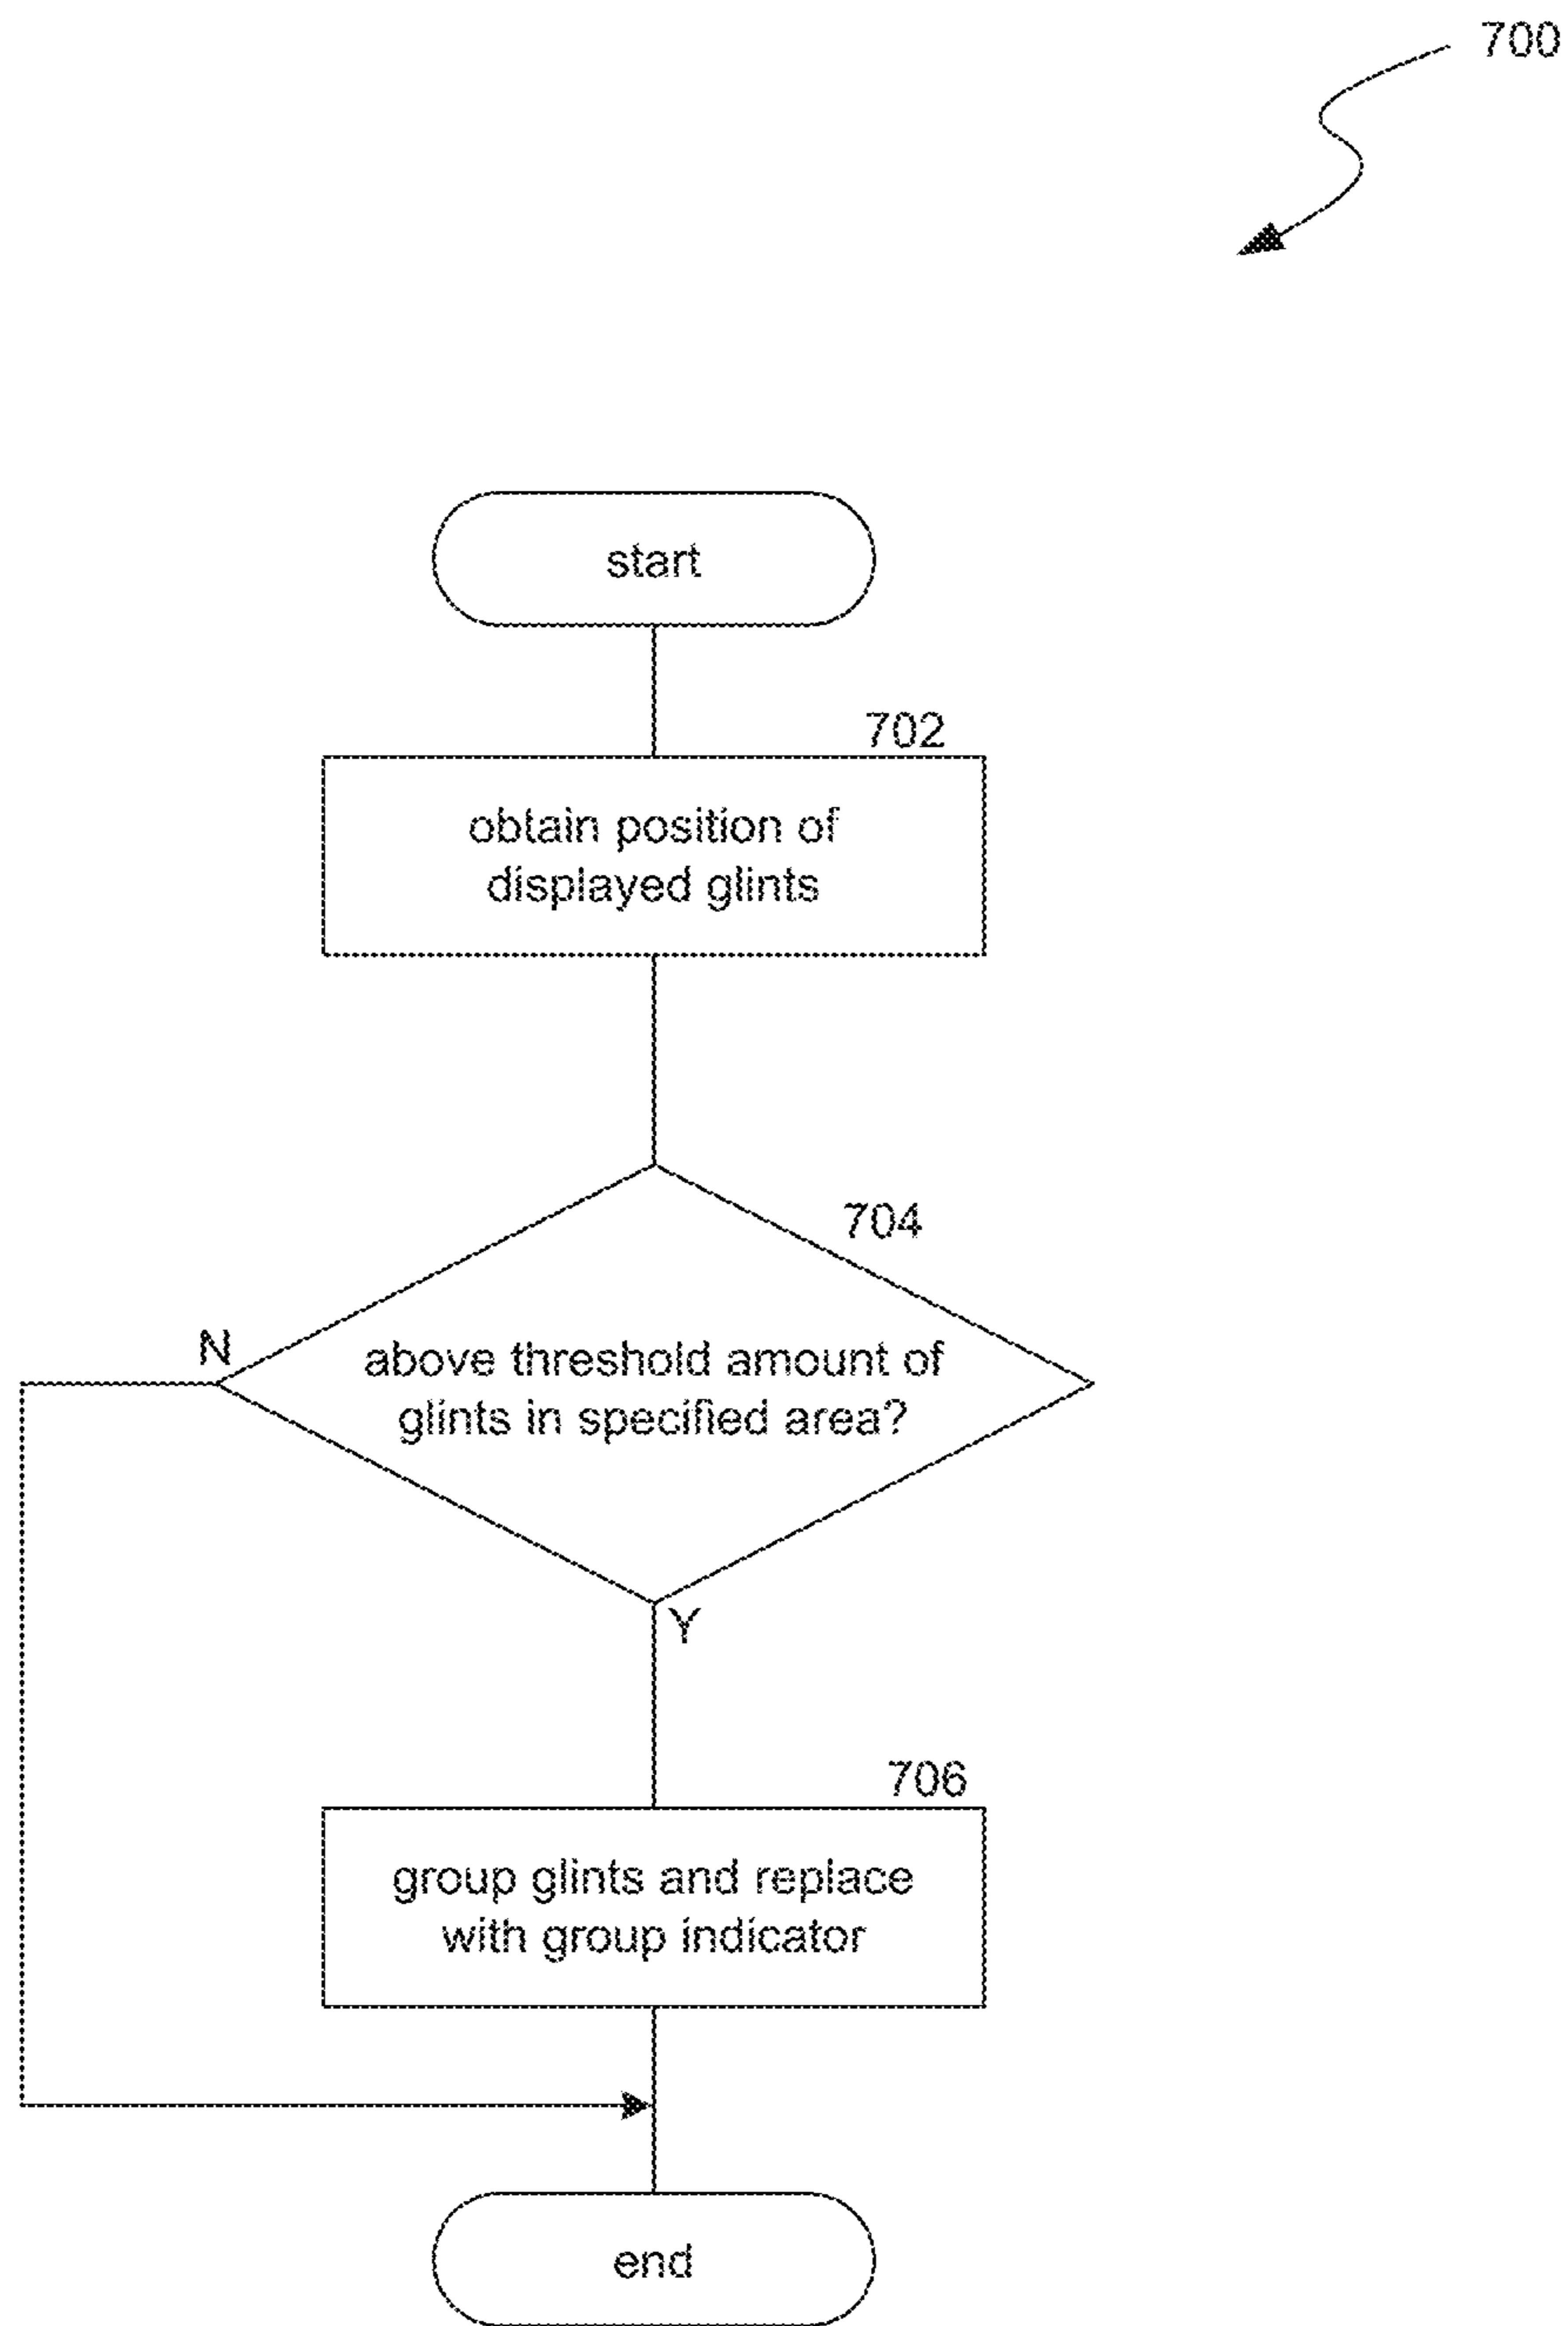 700
start
702
obtain position of
displayed glints
704
N
above threshold amount of
glints in specified area?
Y
706
group glints and replace
with group indicator
end